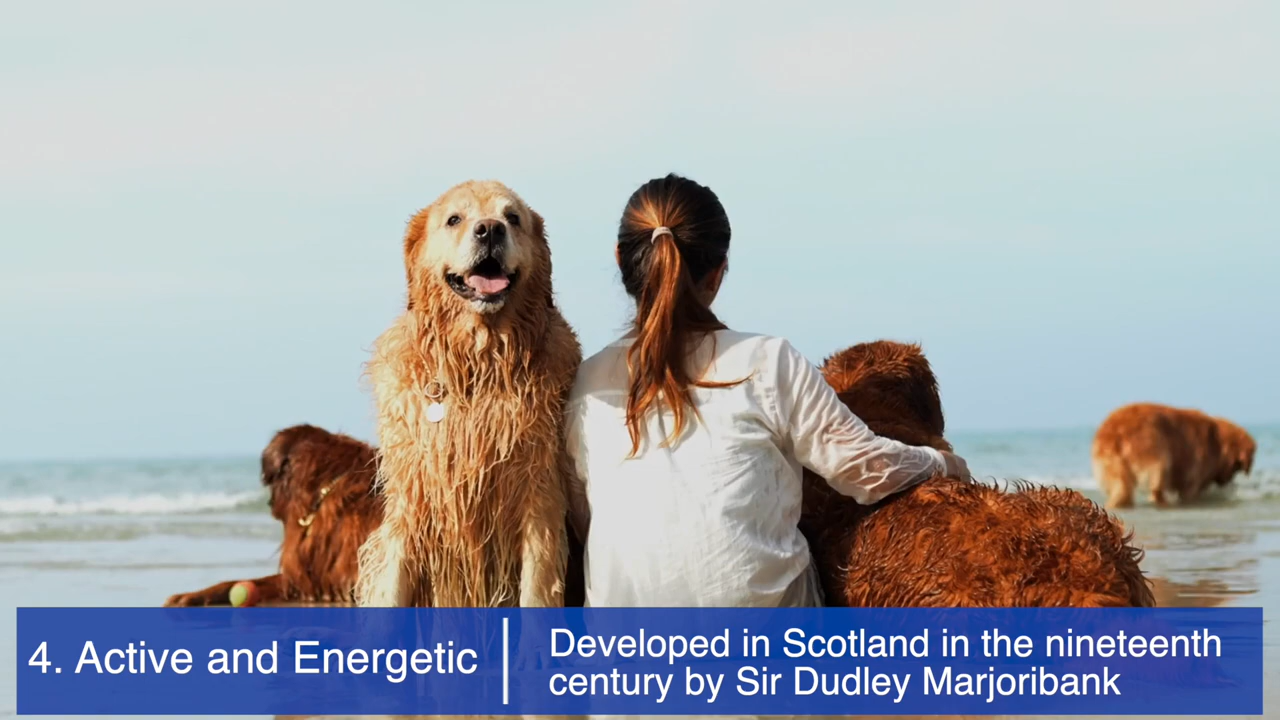 4. Active and Energetic
Developed in Scotland in the nineteenth
century by Sir Dudley Marjoribank